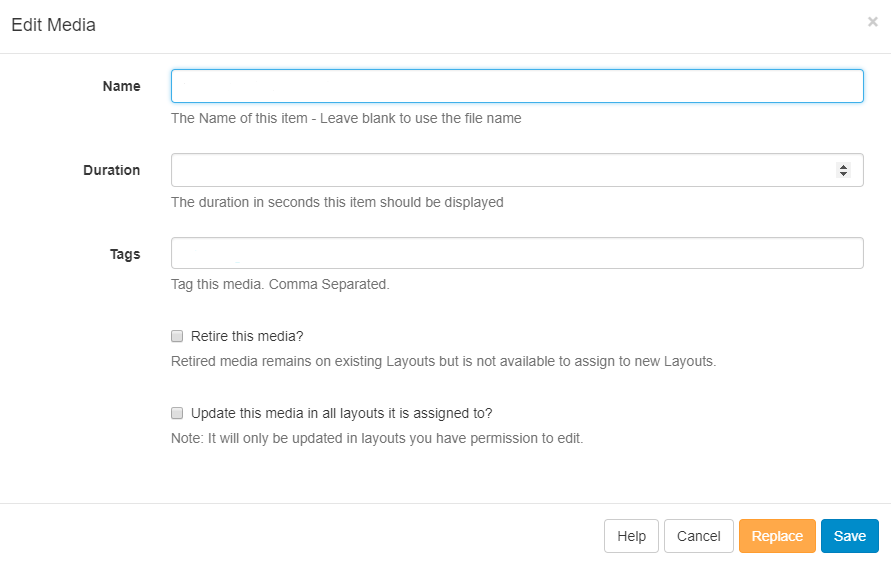 Edit Media
×
Name
The Name of this item - Leave blank to use the file name
Duration
The duration in seconds this item should be displayed
Tags
Tag this media. Comma Separated.
Retire this media?
Retired media remains on existing Layouts but is not available to assign to new Layouts.
Update this media in all layouts it is assigned to?
Note: It will only be updated in layouts you have permission to edit.
Help Cancel Replace Save